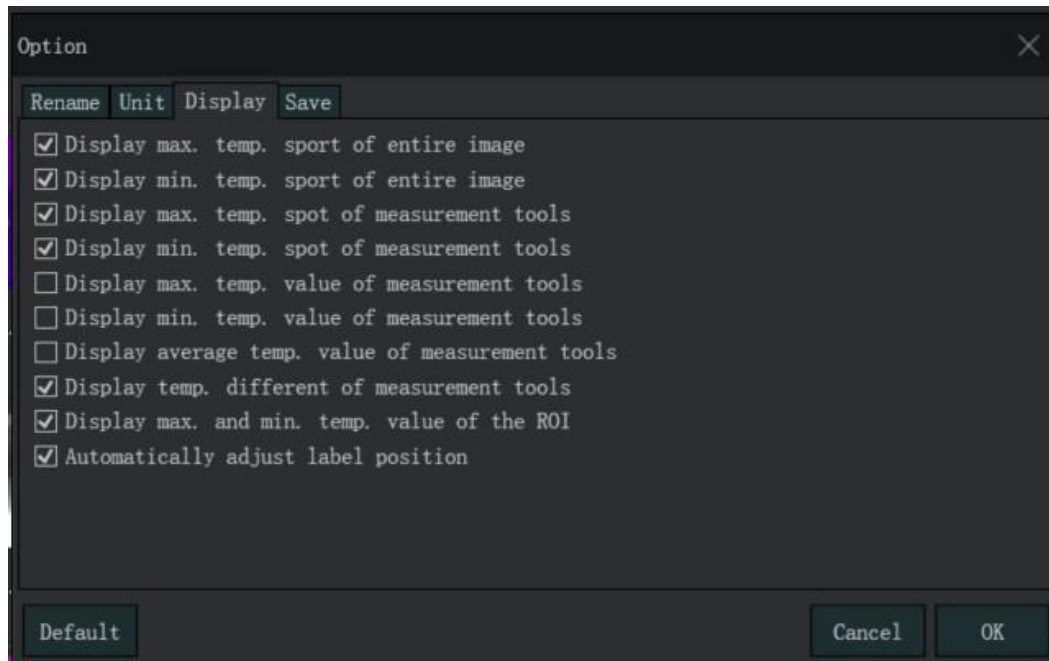 Option
Rename Unit Display Save
Display max. temp. sport of entire image
Display min. temp. sport of entire image
Display max. temp. spot of measurement tools
Display min. temp. spot of measurement tools
Display max. temp. value of measurement tools
Display min. temp. value of measurement tools
Display average temp. value of measurement tools
Display temp. different of measurement tools
Display max. and min. temp. value of the ROI
Automatically adjust label position
Default Cancel OK